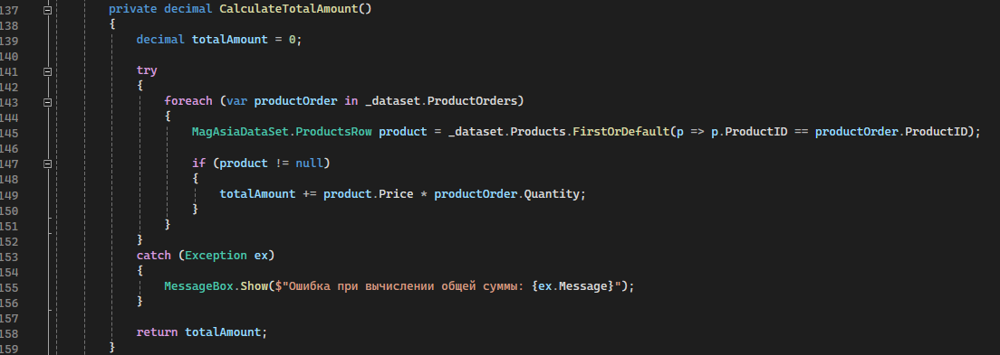 137 private decimal CalculateTotalAmount()
138 {
139 decimal totalAmount = 0;
140
141 try
142 {
143 foreach (var productOrder in _dataset.ProductOrders)
144 {
145 MagAsiaDataSet.ProductsRow product = _dataset.Products.FirstOrDefault(p => p.ProductID == productOrder.ProductID);
146
147 if (product != null)
148 {
149 totalAmount += product.Price * productOrder.Quantity;
150 }
151 }
152 }
153 catch (Exception ex)
154 {
155 MessageBox.Show($"Ошибка при вычислении общей суммы: {ex.Message}");
156 }
157
158 return totalAmount;
159 }